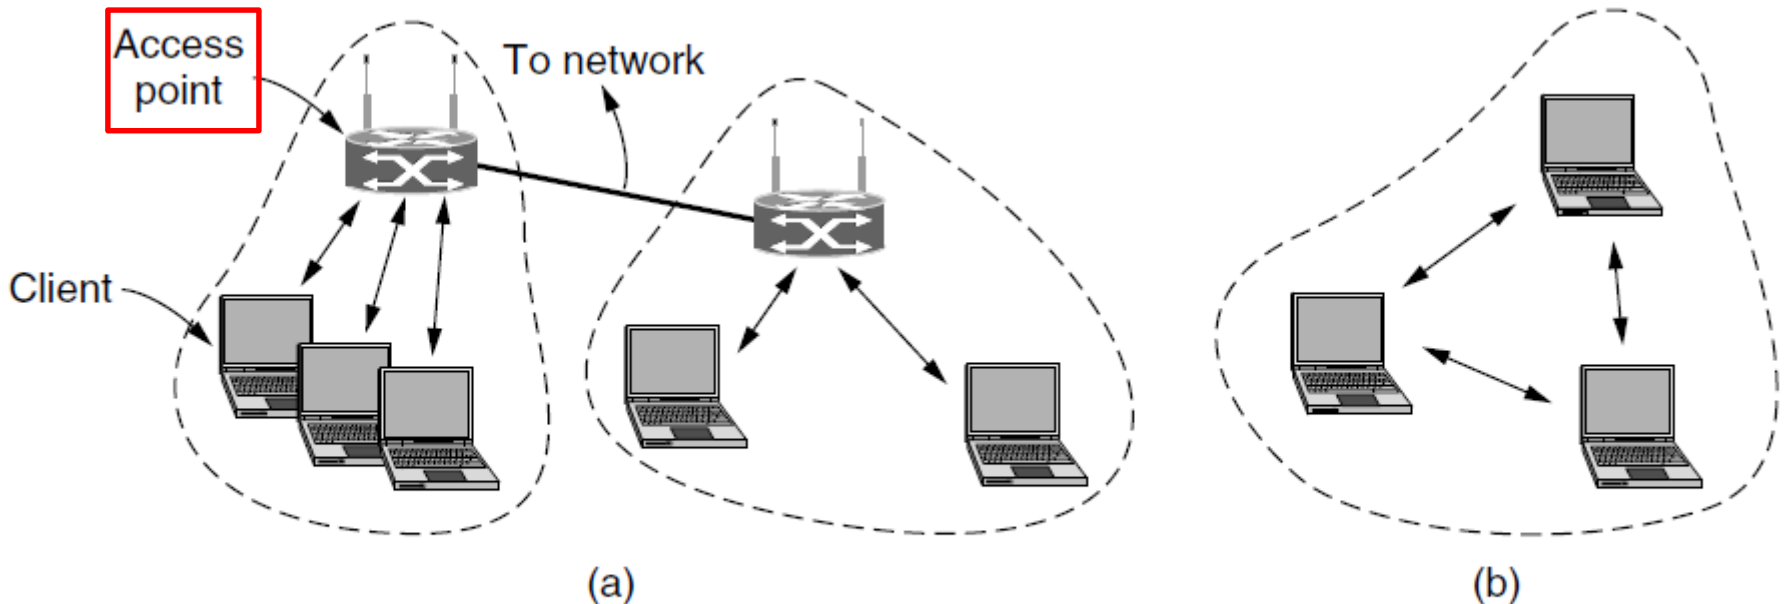 Access
point
To network
Client
(a)
(b)